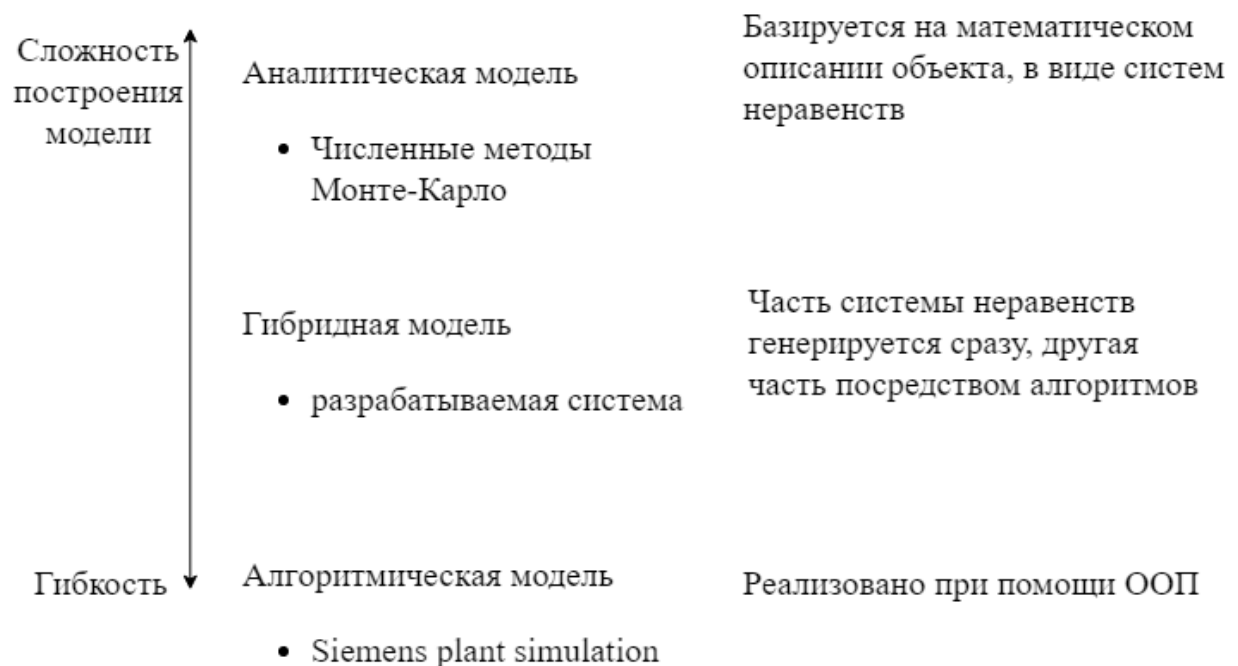 Сложность
построения
модели
Аналитическая модель
• Численные методы
Монте-Карло
Базируется на математическом
описании объекта, в виде систем
неравенств
Гибридная модель
• разрабатываемая система
Часть системы неравенств
генерируется сразу, другая
часть посредством алгоритмов
Гибкость
Алгоритмическая модель
• Siemens plant simulation
Реализовано при помощи ООП